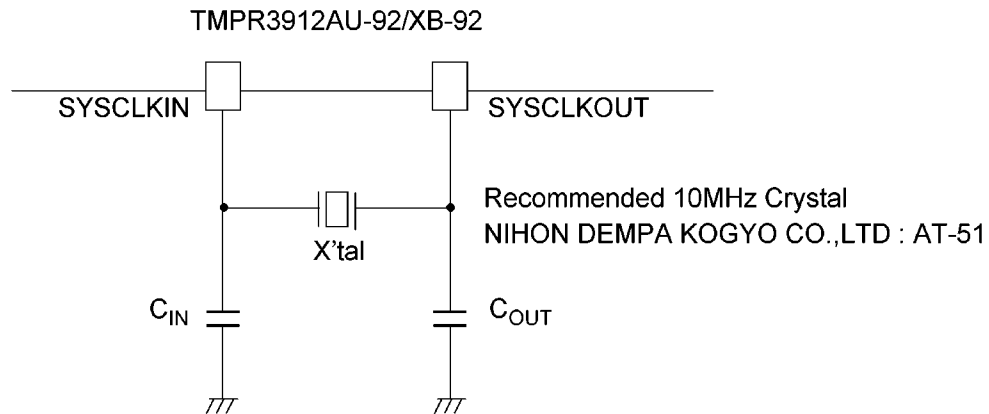 TMPR3912AU-92/XB-92
SYSCLKIN
SYSCLKOUT
Recommended 10MHz Crystal
NIHON DEMPA KOGYO CO.,LTD : AT-51
X'tal
CIN
COUT